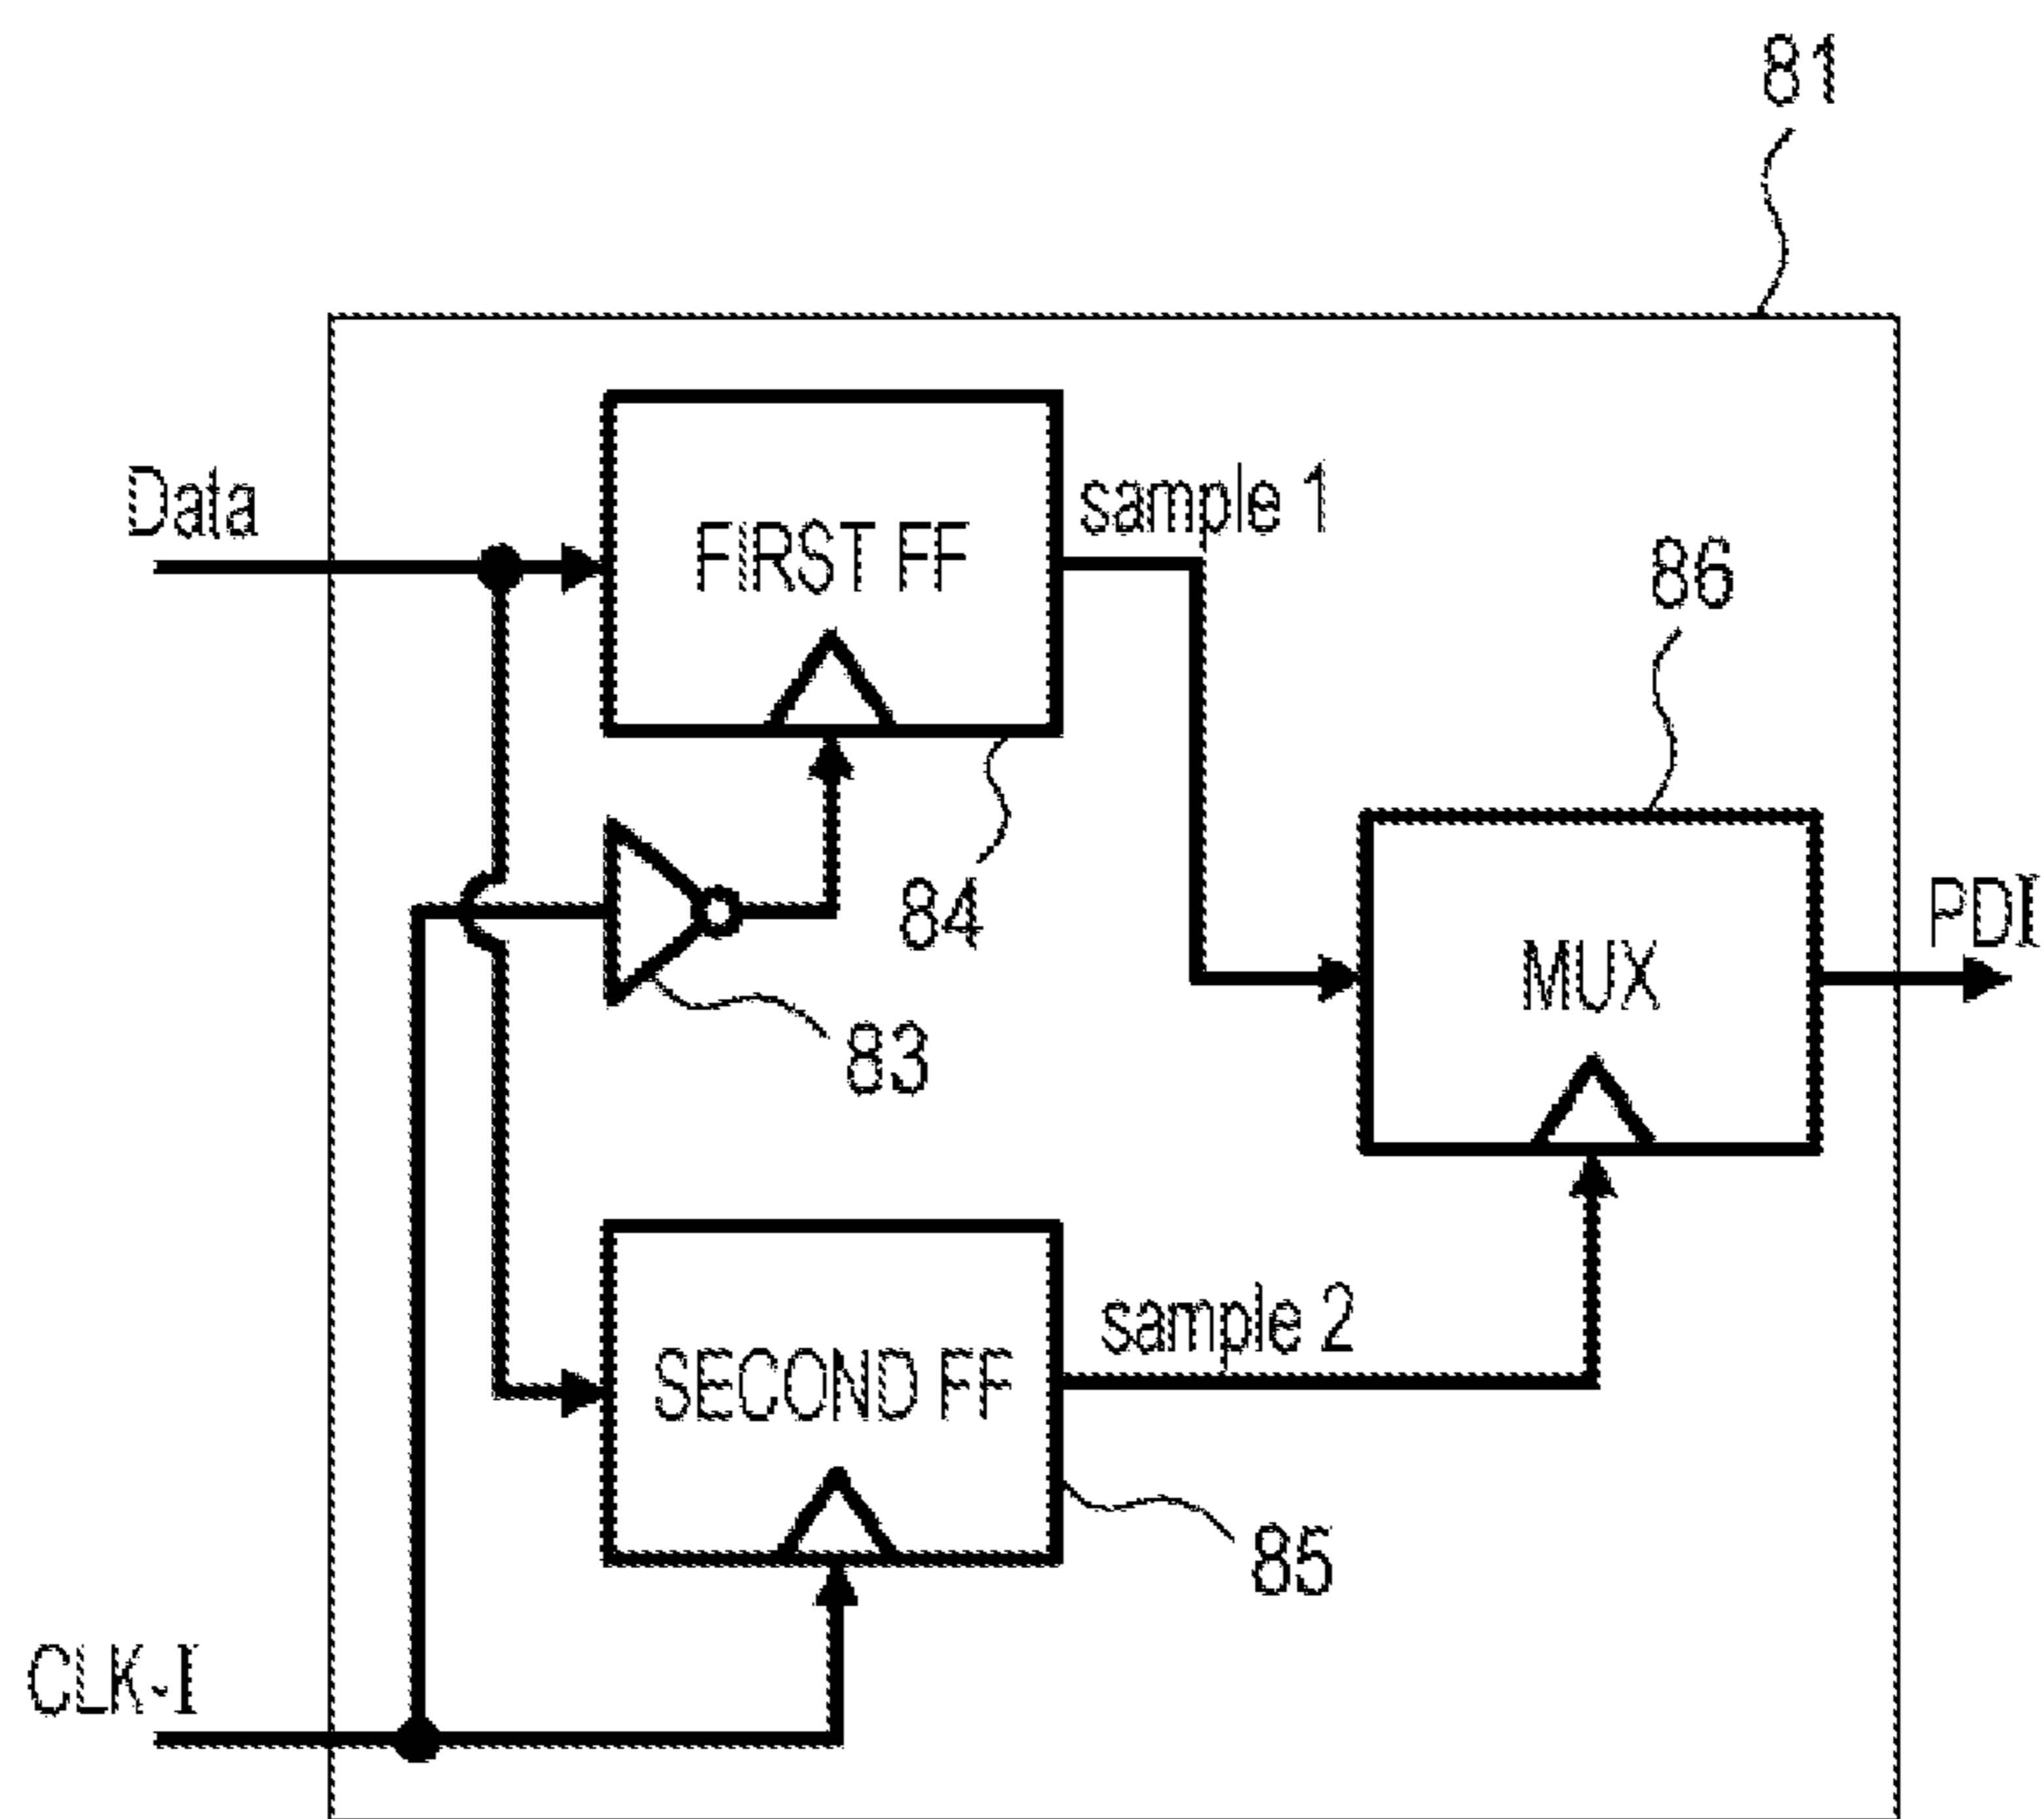 81
Data
FIRST FF
sample 1
86
84
MUX
PDI
83
SECOND FF
sample 2
85
CLK-I